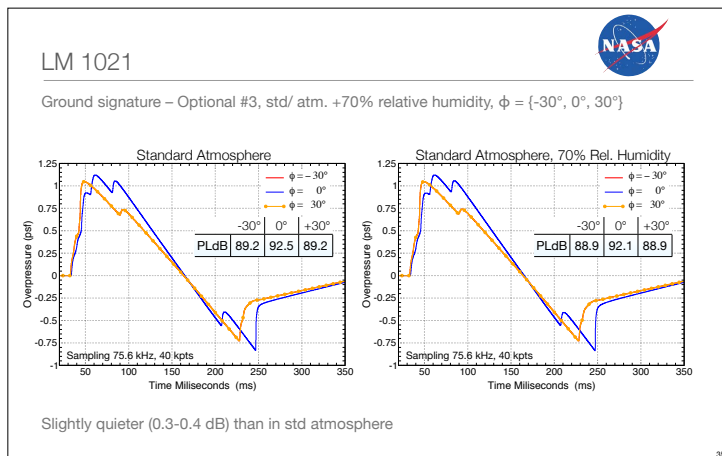 NASA
LM 1021
Ground signature – Optional #3, std/ atm. +70% relative humidity, ϕ = {-30°, 0°, 30°}
Standard Atmosphere
1.25
1
0.75
0.5
0.25
0
-0.25
-0.5
-0.75
-1
Overpressure (psf)
ϕ = – 30°
ϕ = 0°
ϕ = 30°
-30° 0° +30°
PLdB 89.2 92.5 89.2
Sampling 75.6 kHz, 40 kpts
50 100 150 200 250 300 350
Time Miliseconds (ms)
Standard Atmosphere, 70% Rel. Humidity
1.25
1
0.75
0.5
0.25
0
-0.25
-0.5
-0.75
-1
Overpressure (psf)
ϕ = – 30°
ϕ = 0°
ϕ = 30°
-30° 0° +30°
PLdB 88.9 92.1 88.9
Sampling 75.6 kHz, 40 kpts
50 100 150 200 250 300 350
Time Miliseconds (ms)
Slightly quieter (0.3-0.4 dB) than in std atmosphere